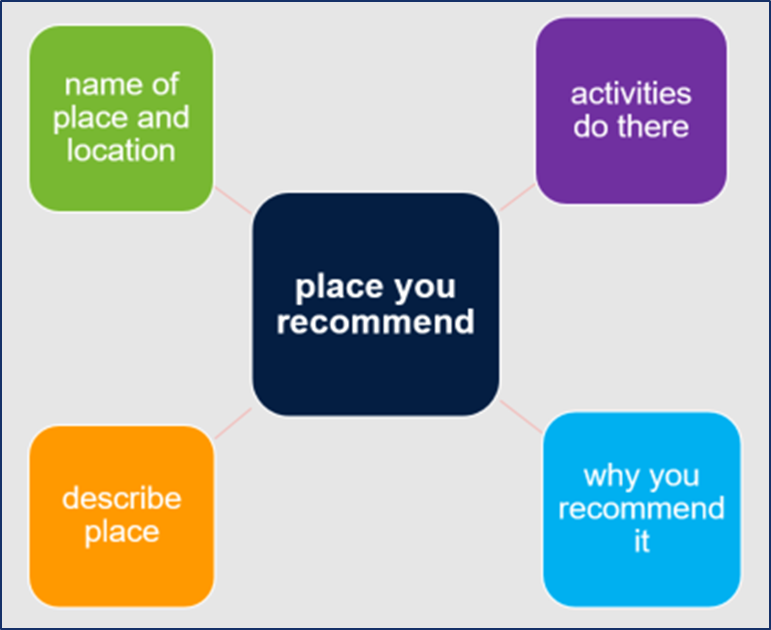 name of
place and
location
activities
do there
place you
recommend
describe
place
why you
recommend
it